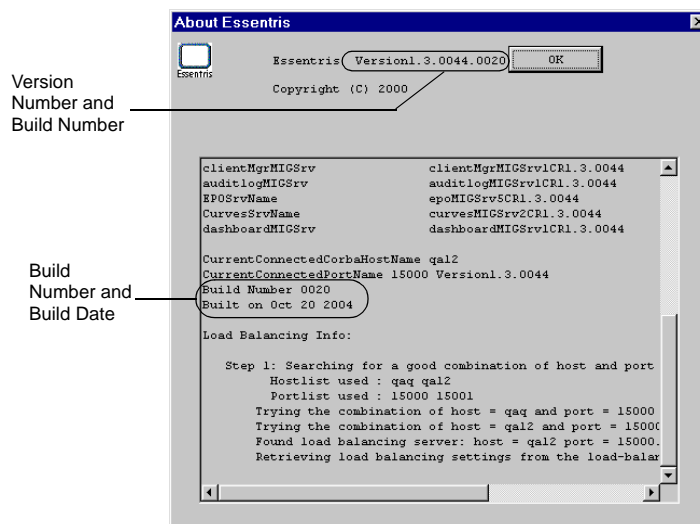 About Essentris
Essentris
Essentris Version1.3.0044.0020
OK
Copyright (C) 2000
Version
Number and
Build Number
clientMgrMIGSrv clientMgrMIGSrv1CR1.3.0044
auditlogMIGSrv auditlogMIGSrv1CR1.3.0044
EPOSrvName epoMIGSrv5CR1.3.0044
CurvesSrvName curvesMIGSrv2CR1.3.0044
dashboardMIGSrv dashboardMIGSrv1CR1.3.0044
CurrentConnectedCorbaHostName qal2
CurrentConnectedPortName 15000 Version1.3.0044
Build Number 0020
Built on Oct 20 2004
Build
Number and
Build Date
Load Balancing Info:
Step 1: Searching for a good combination of host and port
Hostlist used : qaq qal2
Portlist used : 15000 15001
Trying the combination of host = qaq and port = 15000
Trying the combination of host = qal2 and port = 1500
Found load balancing server: host = qal2 port = 15000.
Retrieving load balancing settings from the load-balan